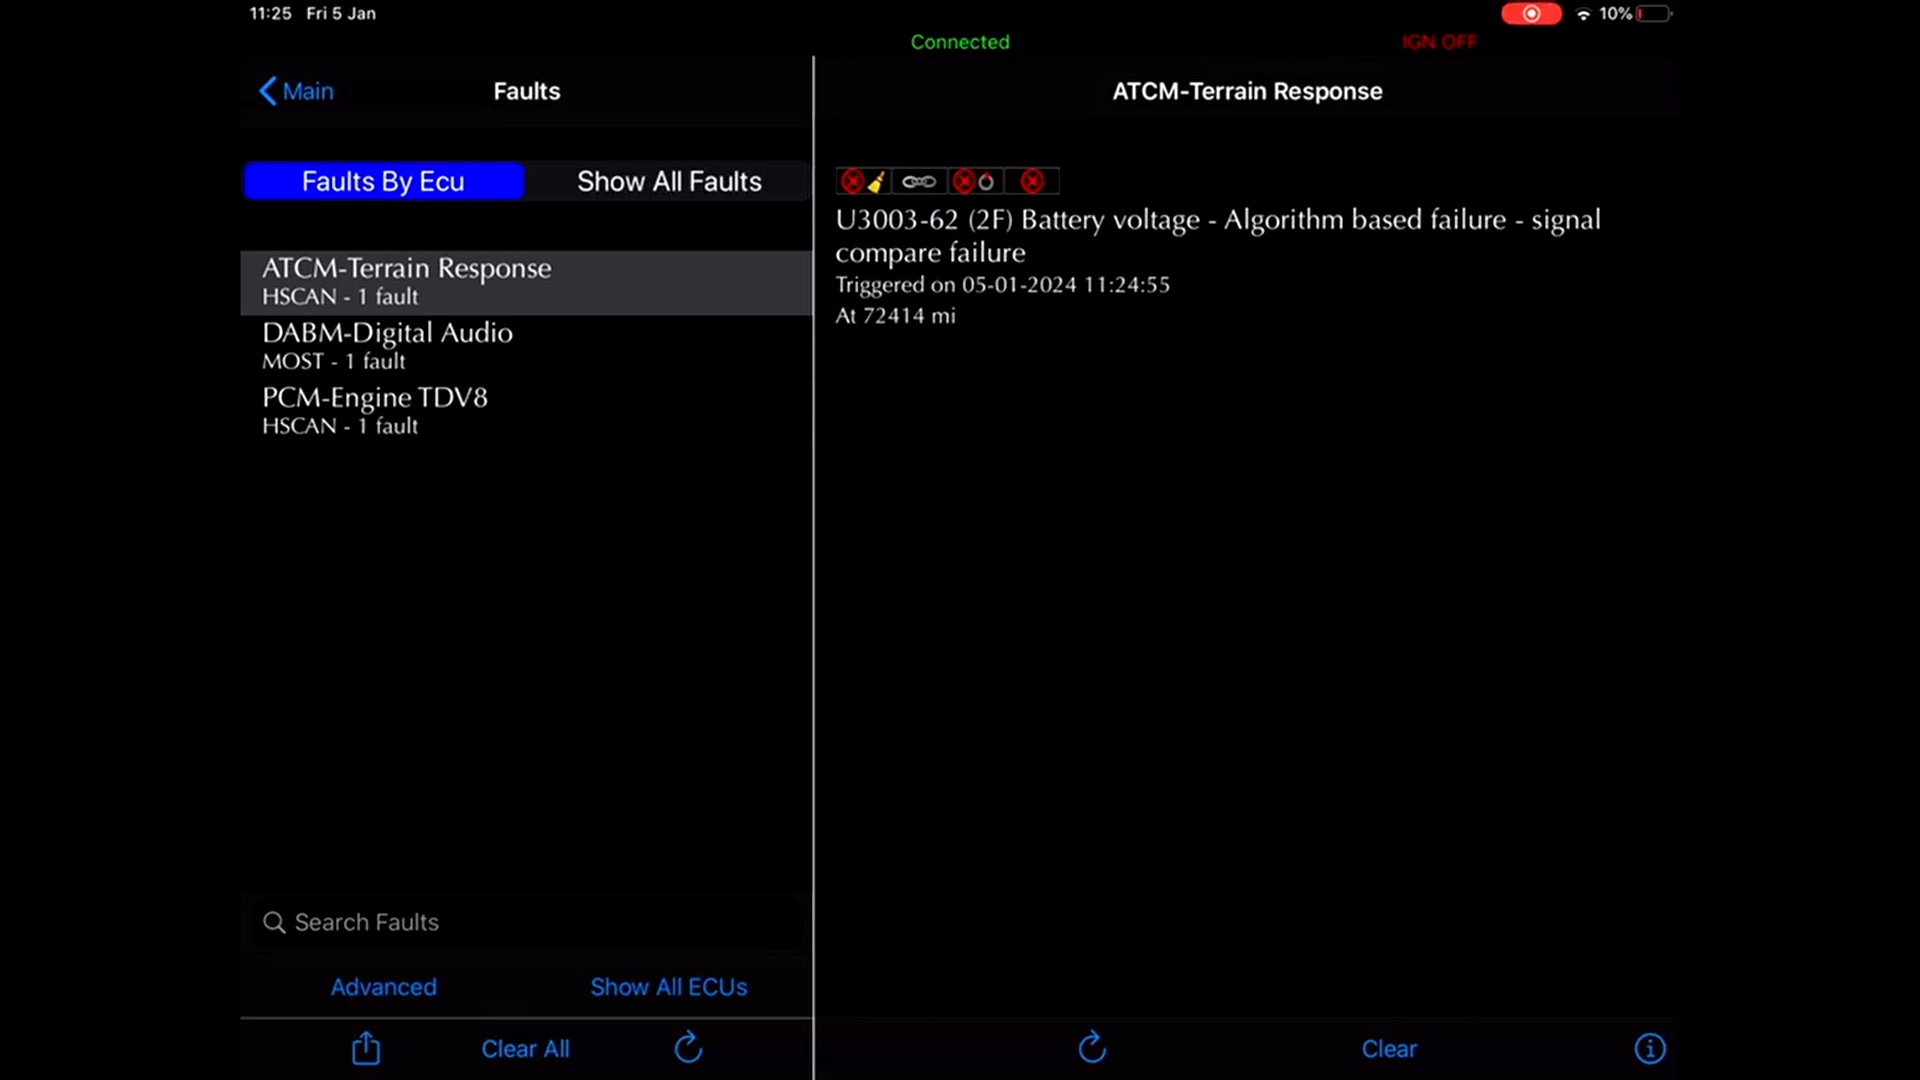 11:25 Fri 5 Jan
10%
Connected
IGN OFF
Main
Faults
ATCM-Terrain Response
Faults By Ecu
Show All Faults
ATCM-Terrain Response
HSCAN - 1 fault
DABM-Digital Audio
MOST - 1 fault
PCM-Engine TDV8
HSCAN - 1 fault
U3003-62 (2F) Battery voltage - Algorithm based failure - signal
compare failure
Triggered on 05-01-2024 11:24:55
At 72414 mi
Search Faults
Advanced
Show All ECUs
Clear All
Clear